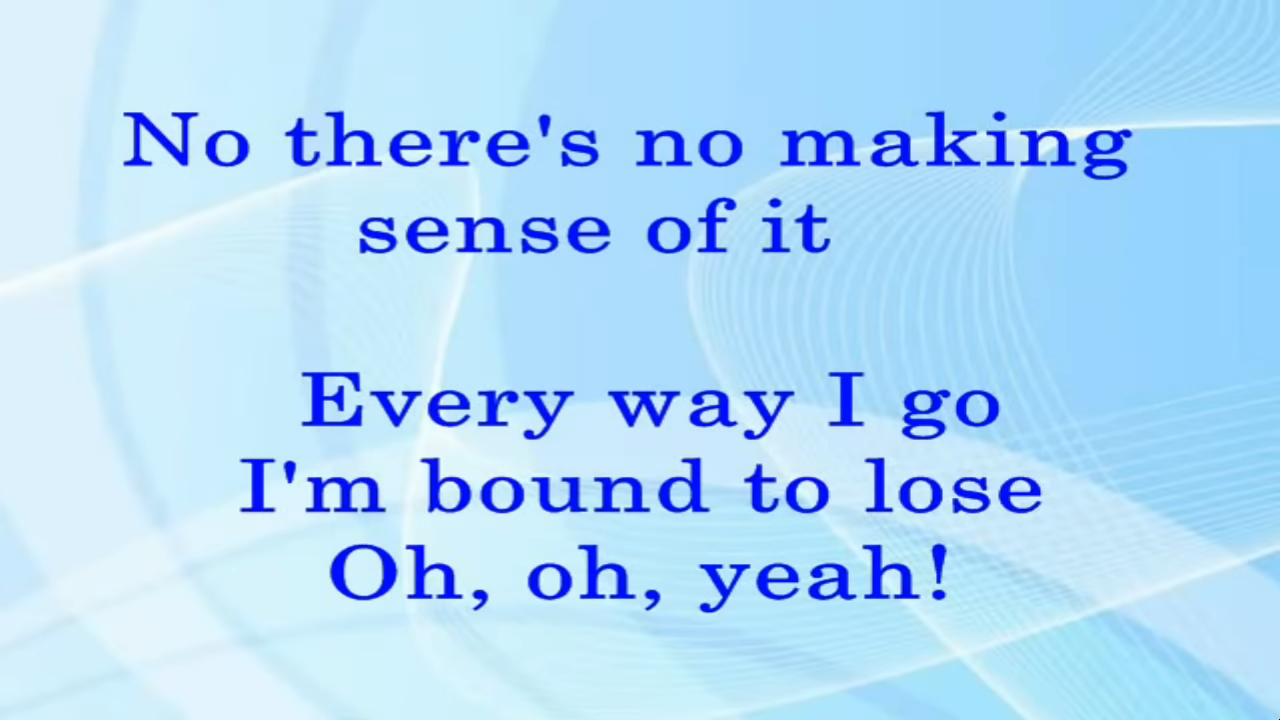 No there's no making
sense of it
Every way I go
I'm bound to lose
Oh, oh, yeah!